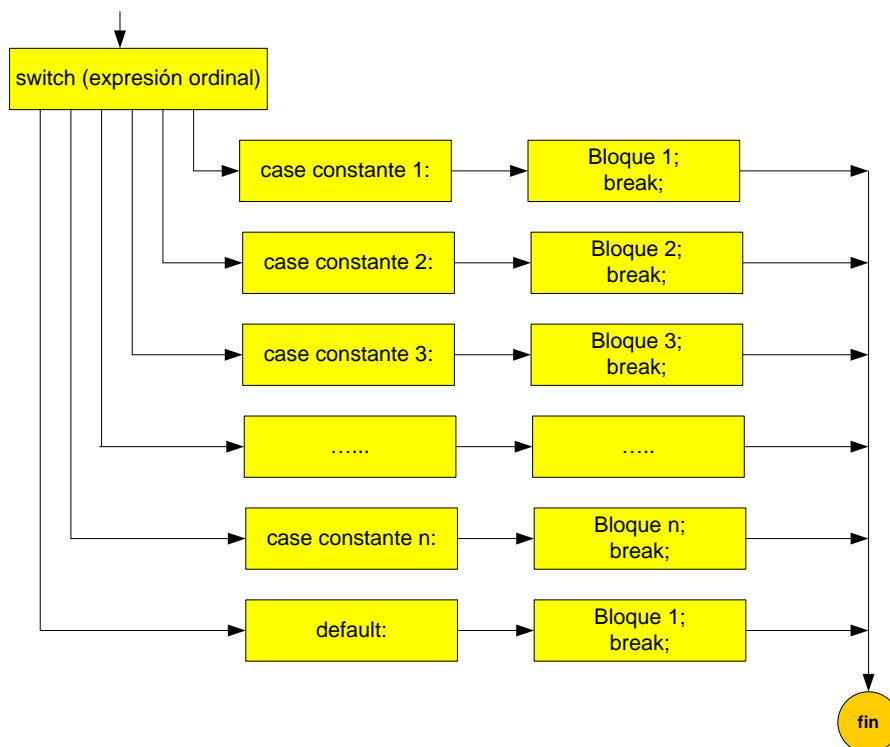 switch (expresión ordinal)
case constante 1:
Bloque 1;
break;
case constante 2:
Bloque 2;
break;
case constante 3:
Bloque 3;
break;
…...
…..
case constante n:
Bloque n;
break;
default:
Bloque 1;
break;
fin